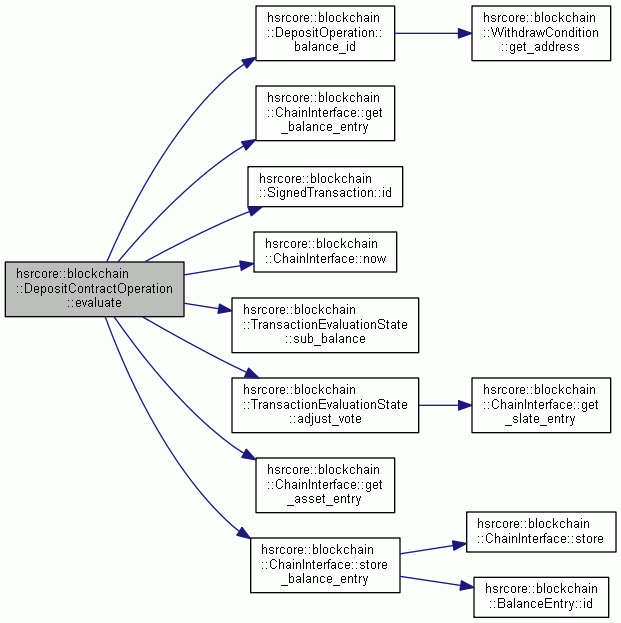 hsrcore::blockchain
::DepositOperation::
balance_id
hsrcore::blockchain
::WithdrawCondition
::get_address
hsrcore::blockchain
::ChainInterface::get
_balance_entry
hsrcore::blockchain
::SignedTransaction::id
hsrcore::blockchain
::ChainInterface::now
hsrcore::blockchain
::DepositContractOperation
::evaluate
hsrcore::blockchain
::TransactionEvaluationState
::sub_balance
hsrcore::blockchain
::TransactionEvaluationState
::adjust_vote
hsrcore::blockchain
::ChainInterface::get
_slate_entry
hsrcore::blockchain
::ChainInterface::get
_asset_entry
hsrcore::blockchain
::ChainInterface::store
_balance_entry
hsrcore::blockchain
::ChainInterface::store
hsrcore::blockchain
::BalanceEntry::id